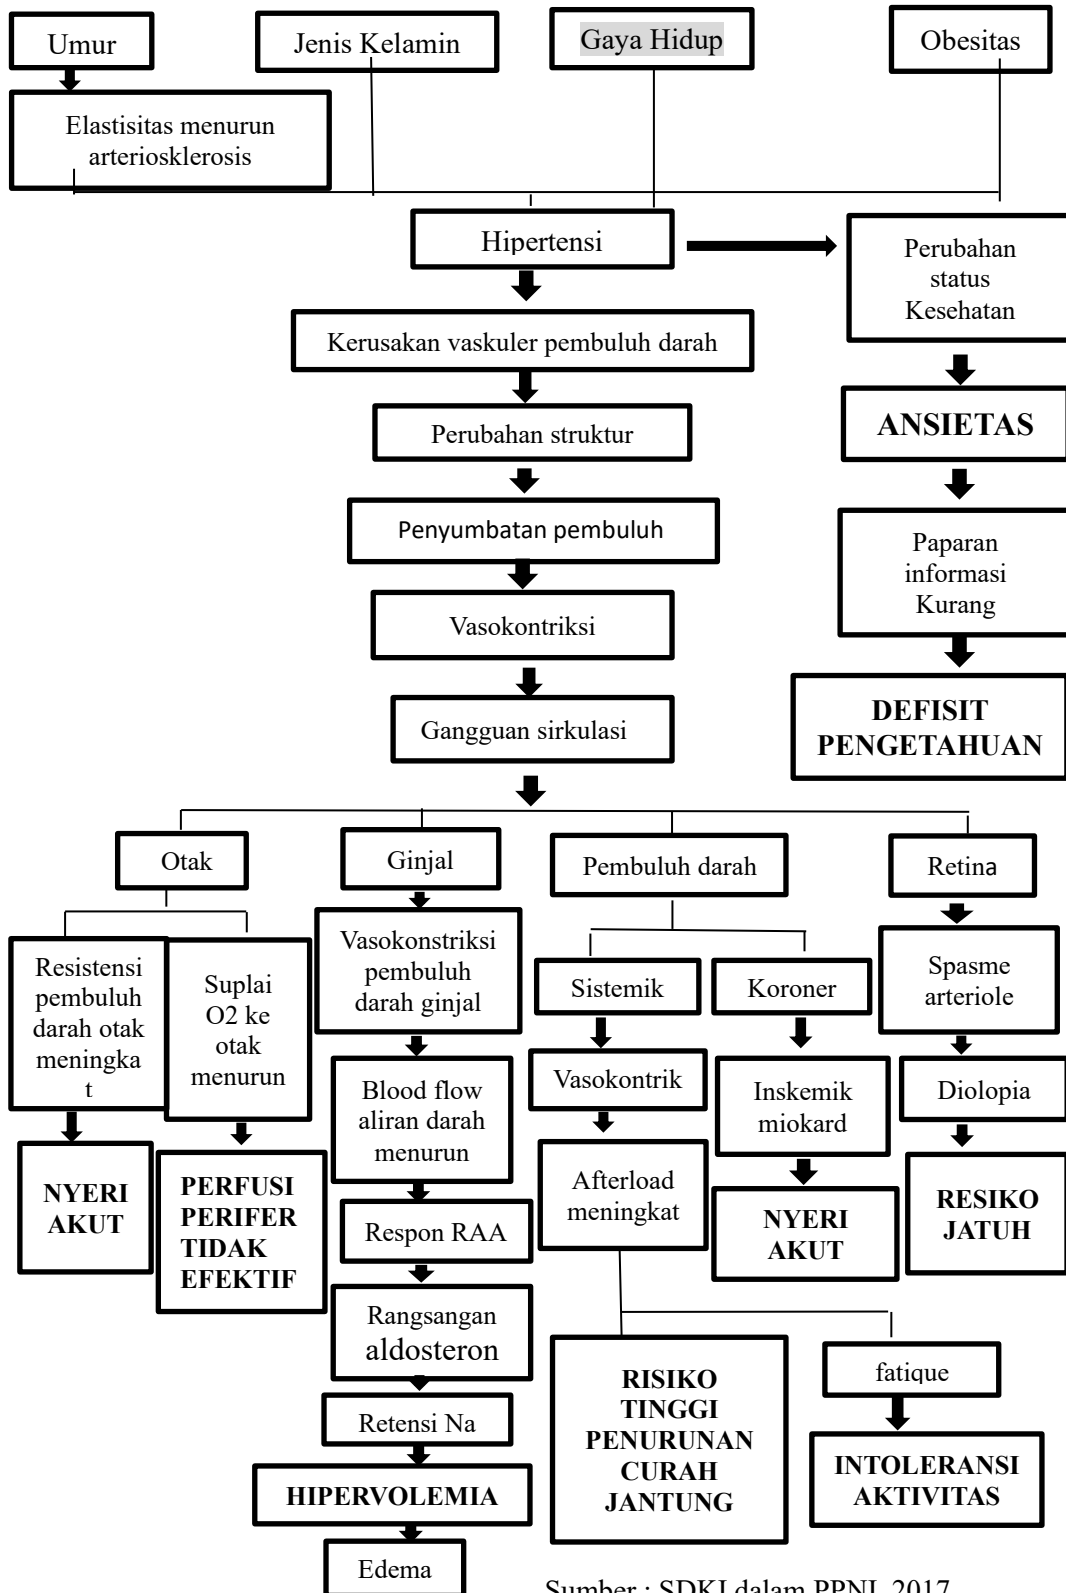 Umur
Jenis Kelamin
Gaya Hidup
Obesitas
Elastisitas menurun
arteriosklerosis
Hipertensi
Perubahan
status
Kesehatan
Kerusakan vaskuler pembuluh darah
ANSIETAS
Perubahan struktur
Penyumbatan pembuluh
Paparan
informasi
Kurang
Vasokontriksi
Gangguan sirkulasi
DEFISIT
PENGETAHUAN
Otak
Ginjal
Pembuluh darah
Retina
Resistensi
pembuluh
darah otak
meningka
t
Suplai
O2 ke
otak
menurun
Vasokonstriksi
pembuluh
darah ginjal
Sistemik
Koroner
Spasme
arteriole
Blood flow
aliran darah
menurun
Vasokontrik
Inskemik
miokard
Diolopia
NYERI
AKUT
PERFUSI
PERIFER
TIDAK
EFEKTIF
Respon RAA
Afterload
meningkat
NYERI
AKUT
RESIKO
JATUH
Rangsangan
aldosteron
Retensi Na
RISIKO
TINGGI
PENURUNAN
CURAH
JANTUNG
fatique
HIPERVOLEMIA
INTOLERANSI
AKTIVITAS
Edema
Sumber : SDKI dalam PPNI, 2017